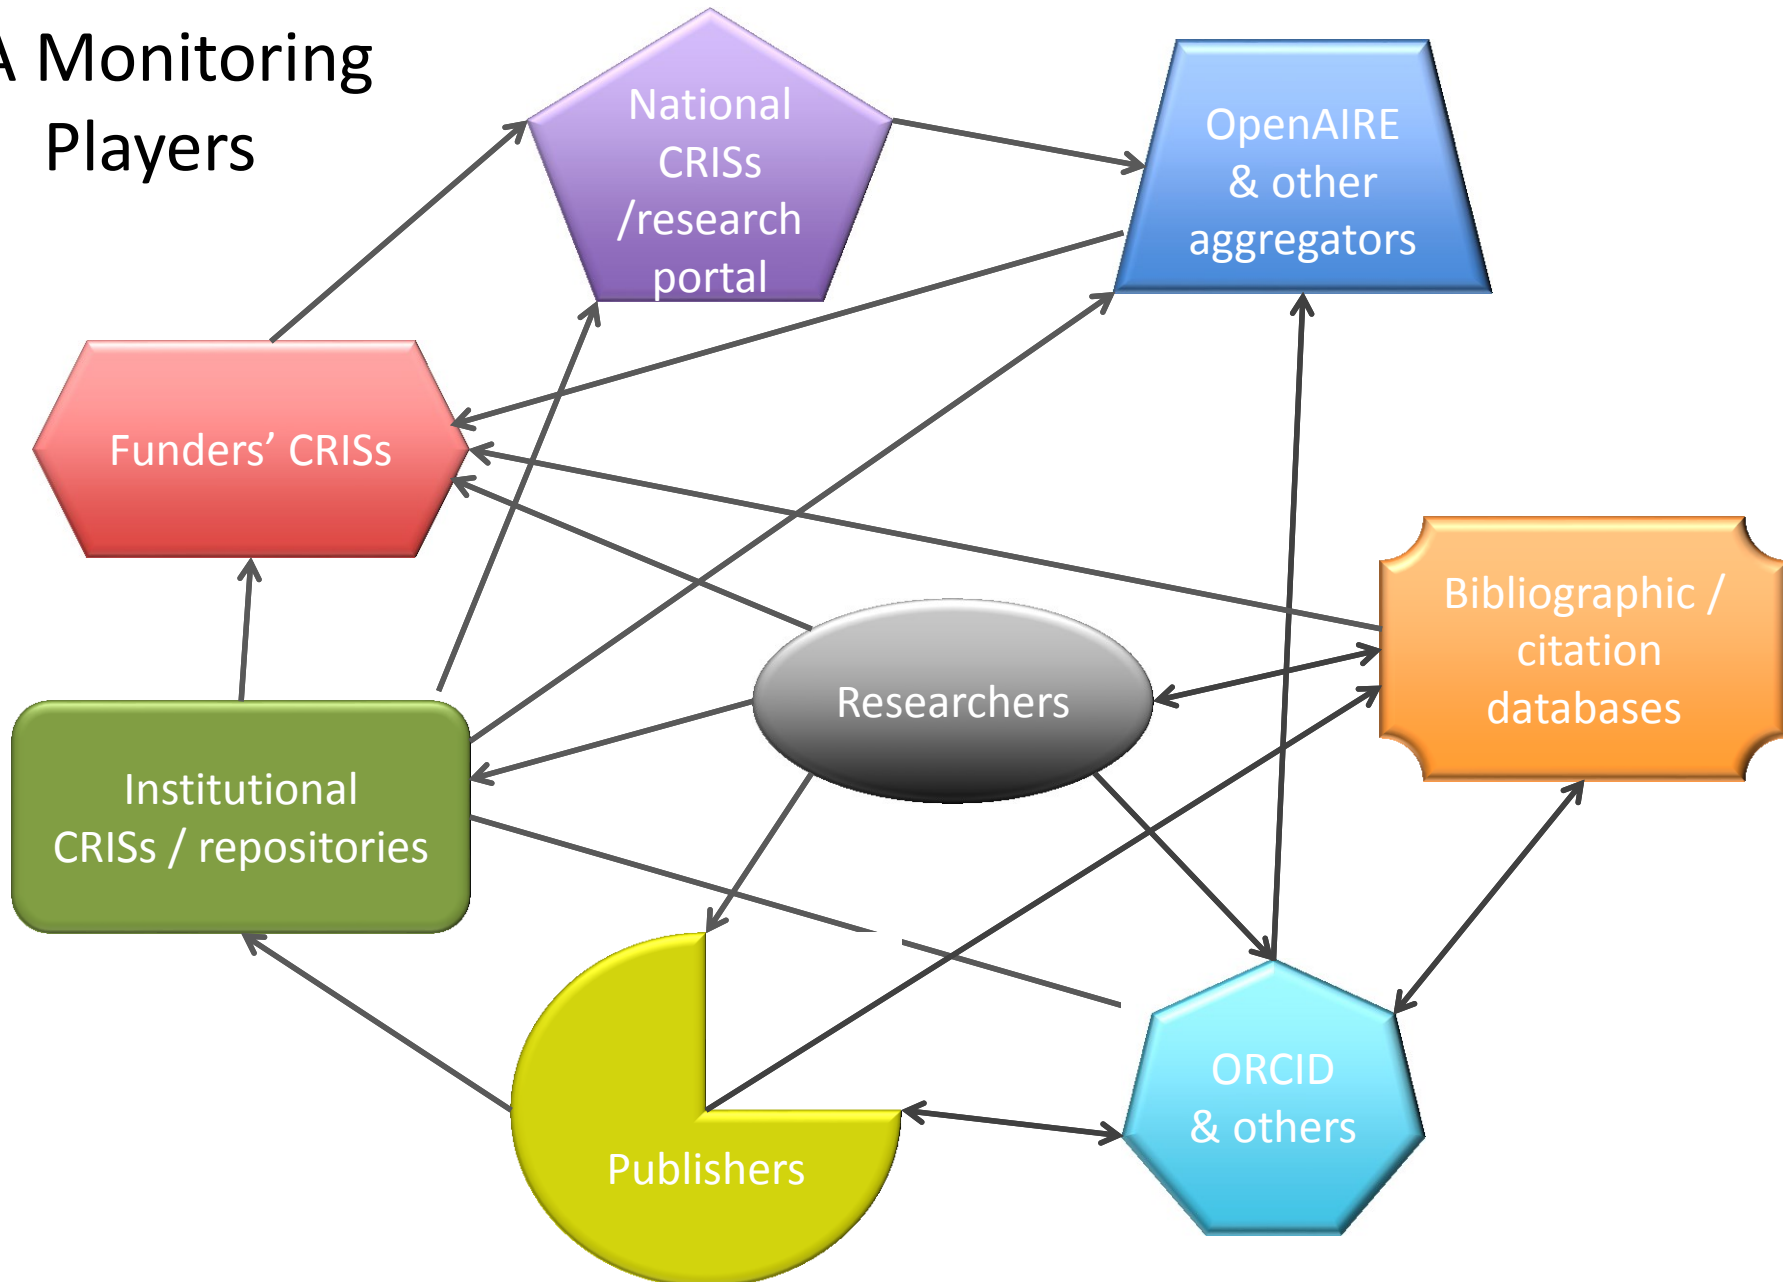 A Monitoring
Players
National
CRISs
/research
portal
OpenAIRE
& other
aggregators
Funders’ CRISs
Bibliographic /
citation
databases
Researchers
Institutional
CRISs / repositories
ORCID
& others
Publishers